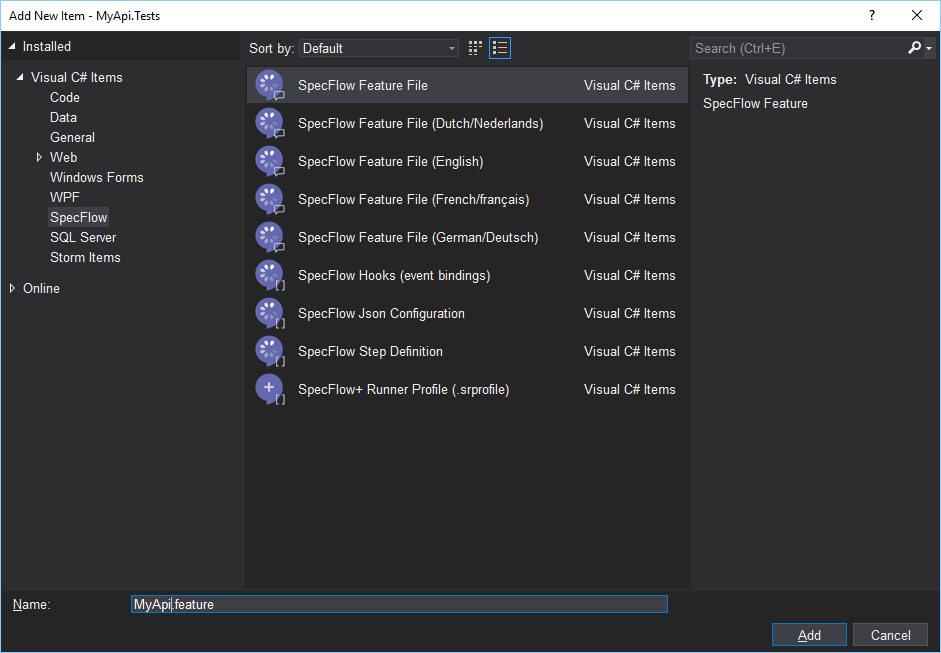 Add New Item - MyApi.Tests ?
Installed
Visual C# Items
Code
Data
General
Web
Windows Forms
WPF
SpecFlow
SQL Server
Storm Items
Online
Sort by: Default
SpecFlow Feature File Visual C# Items
SpecFlow Feature File (Dutch/Nederlands) Visual C# Items
SpecFlow Feature File (English) Visual C# Items
SpecFlow Feature File (French/français) Visual C# Items
SpecFlow Feature File (German/Deutsch) Visual C# Items
SpecFlow Hooks (event bindings) Visual C# Items
SpecFlow Json Configuration Visual C# Items
SpecFlow Step Definition Visual C# Items
SpecFlow+ Runner Profile (.srprofile) Visual C# Items
Search (Ctrl+E)
Type: Visual C# Items
SpecFlow Feature
Name: MyApi.feature
Add Cancel